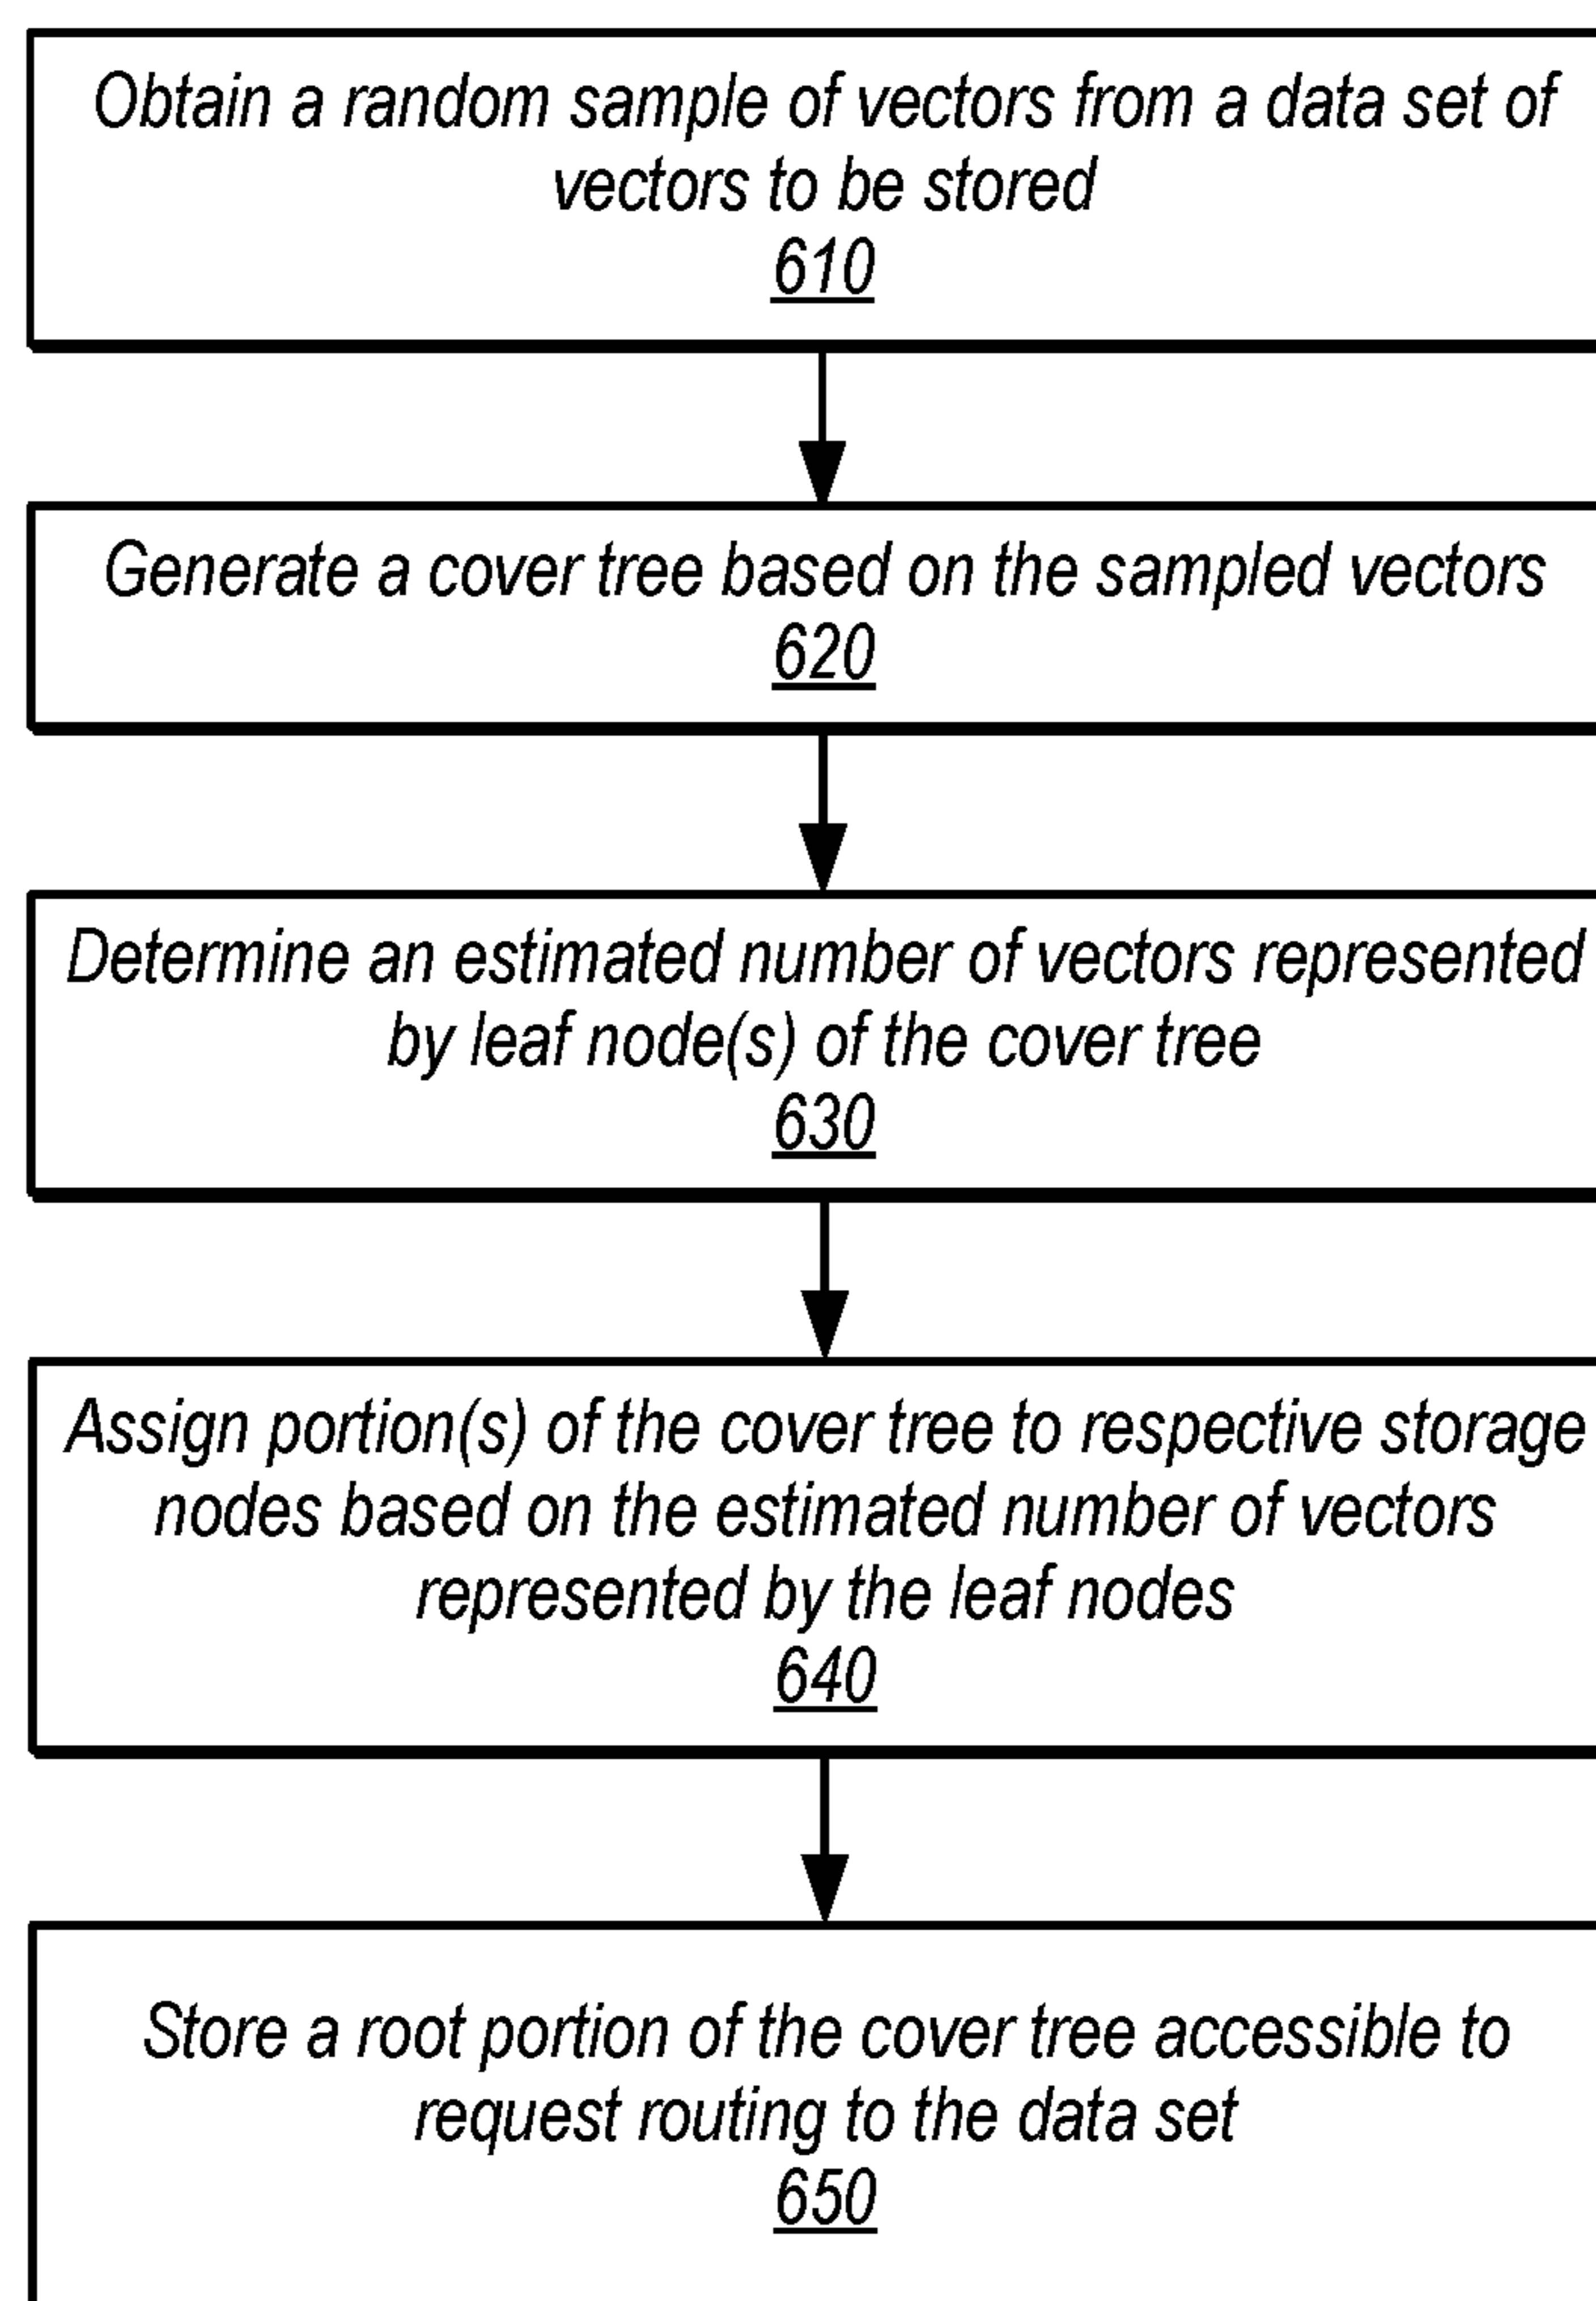 Obtain a random sample of vectors from a data set of
vectors to be stored
610
Generate a cover tree based on the sampled vectors
620
Determine an estimated number of vectors represented
by leaf node(s) of the cover tree
630
Assign portion(s) of the cover tree to respective storage
nodes based on the estimated number of vectors
represented by the leaf nodes
640
Store a root portion of the cover tree accessible to
request routing to the data set
650